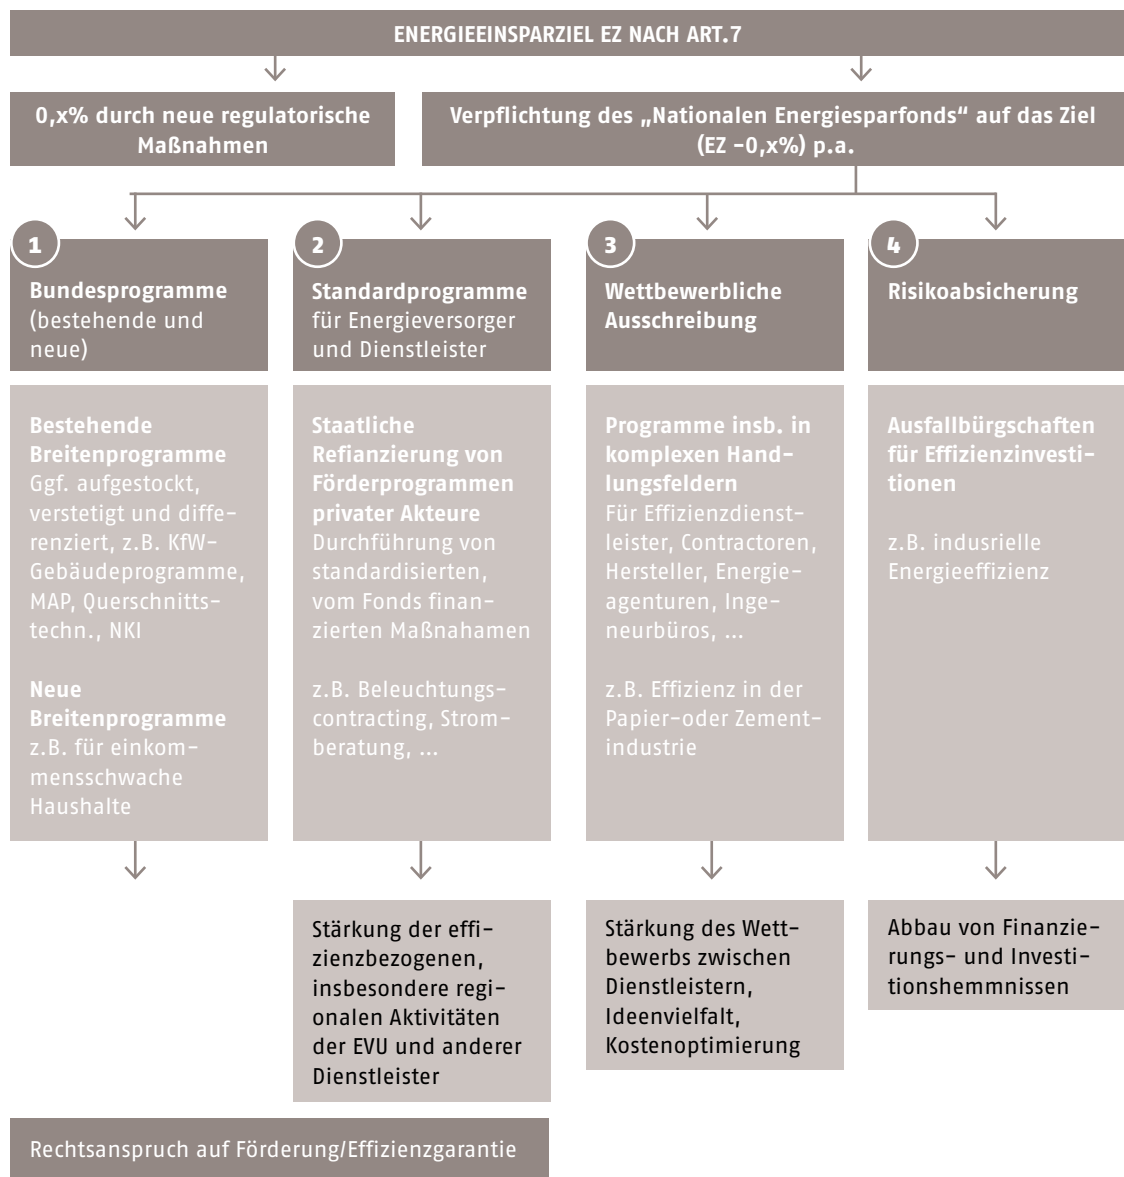 ENERGIEEINSPARZIEL EZ NACH ART.7
0,x% durch neue regulatorische
Maßnahmen
Verpflichtung des „Nationalen Energiesparfonds“ auf das Ziel
(EZ -0,x%) p.a.
1
Bundesprogramme
(bestehende und
neue)
2
Standardprogramme
für Energieversorger
und Dienstleister
3
Wettbewerbliche
Ausschreibung
4
Risikoabsicherung
Bestehende
Breitenprogramme
Ggf. aufgestockt,
verstetigt und diffe-
renziert, z.B. KfW-
Gebäudeprogramme,
MAP, Querschnitts-
techn., NKI
Neue
Breitenprogramme
z.B. für einkom-
mensschwache
Haushalte
Staatliche
Refianzierung von
Förderprogrammen
privater Akteure
Durchführung von
standardisierten,
vom Fonds finan-
zierten Maßnahamen
z.B. Beleuchtungs-
contracting, Strom-
beratung, ...
Programme insb. in
komplexen Hand-
lungsfeldern
Für Effizienzdienst-
leister, Contractoren,
Hersteller, Energie-
agenturen, Inge-
neurbüros, ...
z.B. Effizienz in der
Papier-oder Zement-
industrie
Ausfallbürgschaften
für Effizienzinvesti-
tionen
z.B. indusrielle
Energieeffizienz
Stärkung der effi-
zienzbezogenen,
insbesondere regi-
onalen Aktivitäten
der EVU und anderer
Dienstleister
Stärkung des Wett-
bewerbs zwischen
Dienstleistern,
Ideenvielfalt,
Kostenoptimierung
Abbau von Finanzie-
rungs- und Investi-
tionshemmnissen
Rechtsanspruch auf Förderung/Effizienzgarantie